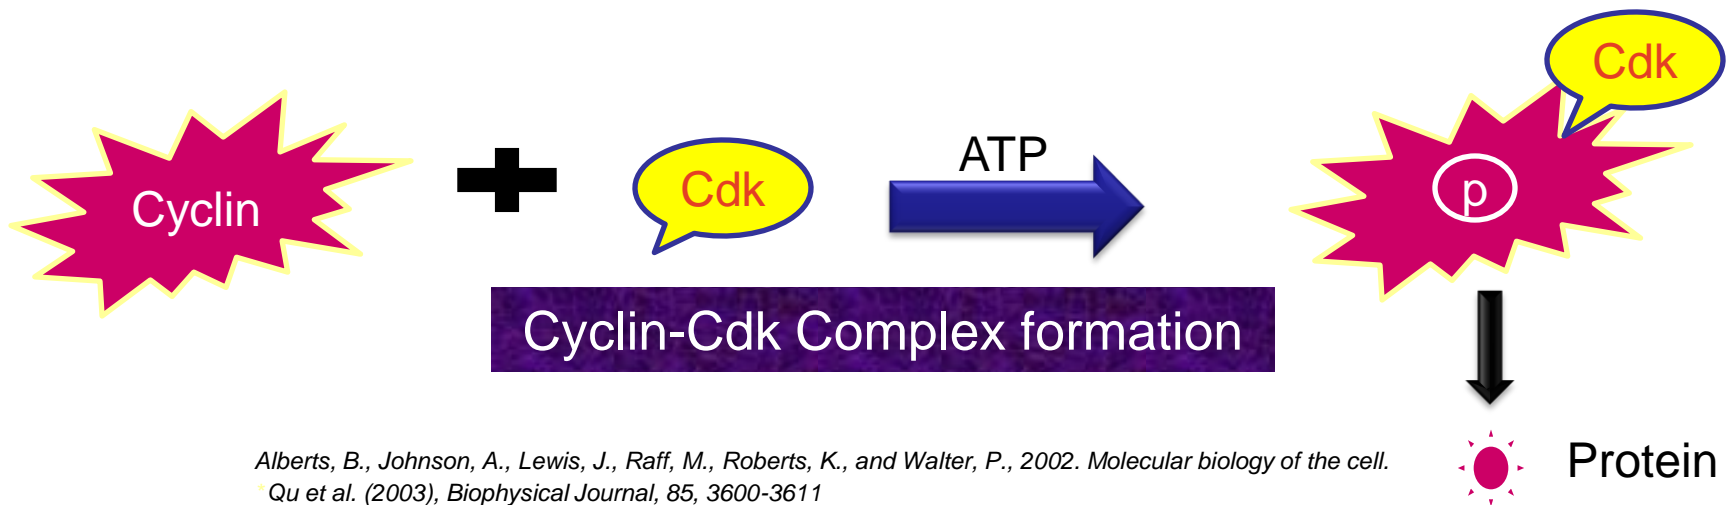 Cyclin
Cdk
ATP
Cdk
p
Cyclin-Cdk Complex formation
Protein
Alberts, B., Johnson, A., Lewis, J., Raff, M., Roberts, K., and Walter, P., 2002. Molecular biology of the cell.
*Qu et al. (2003), Biophysical Journal, 85, 3600-3611